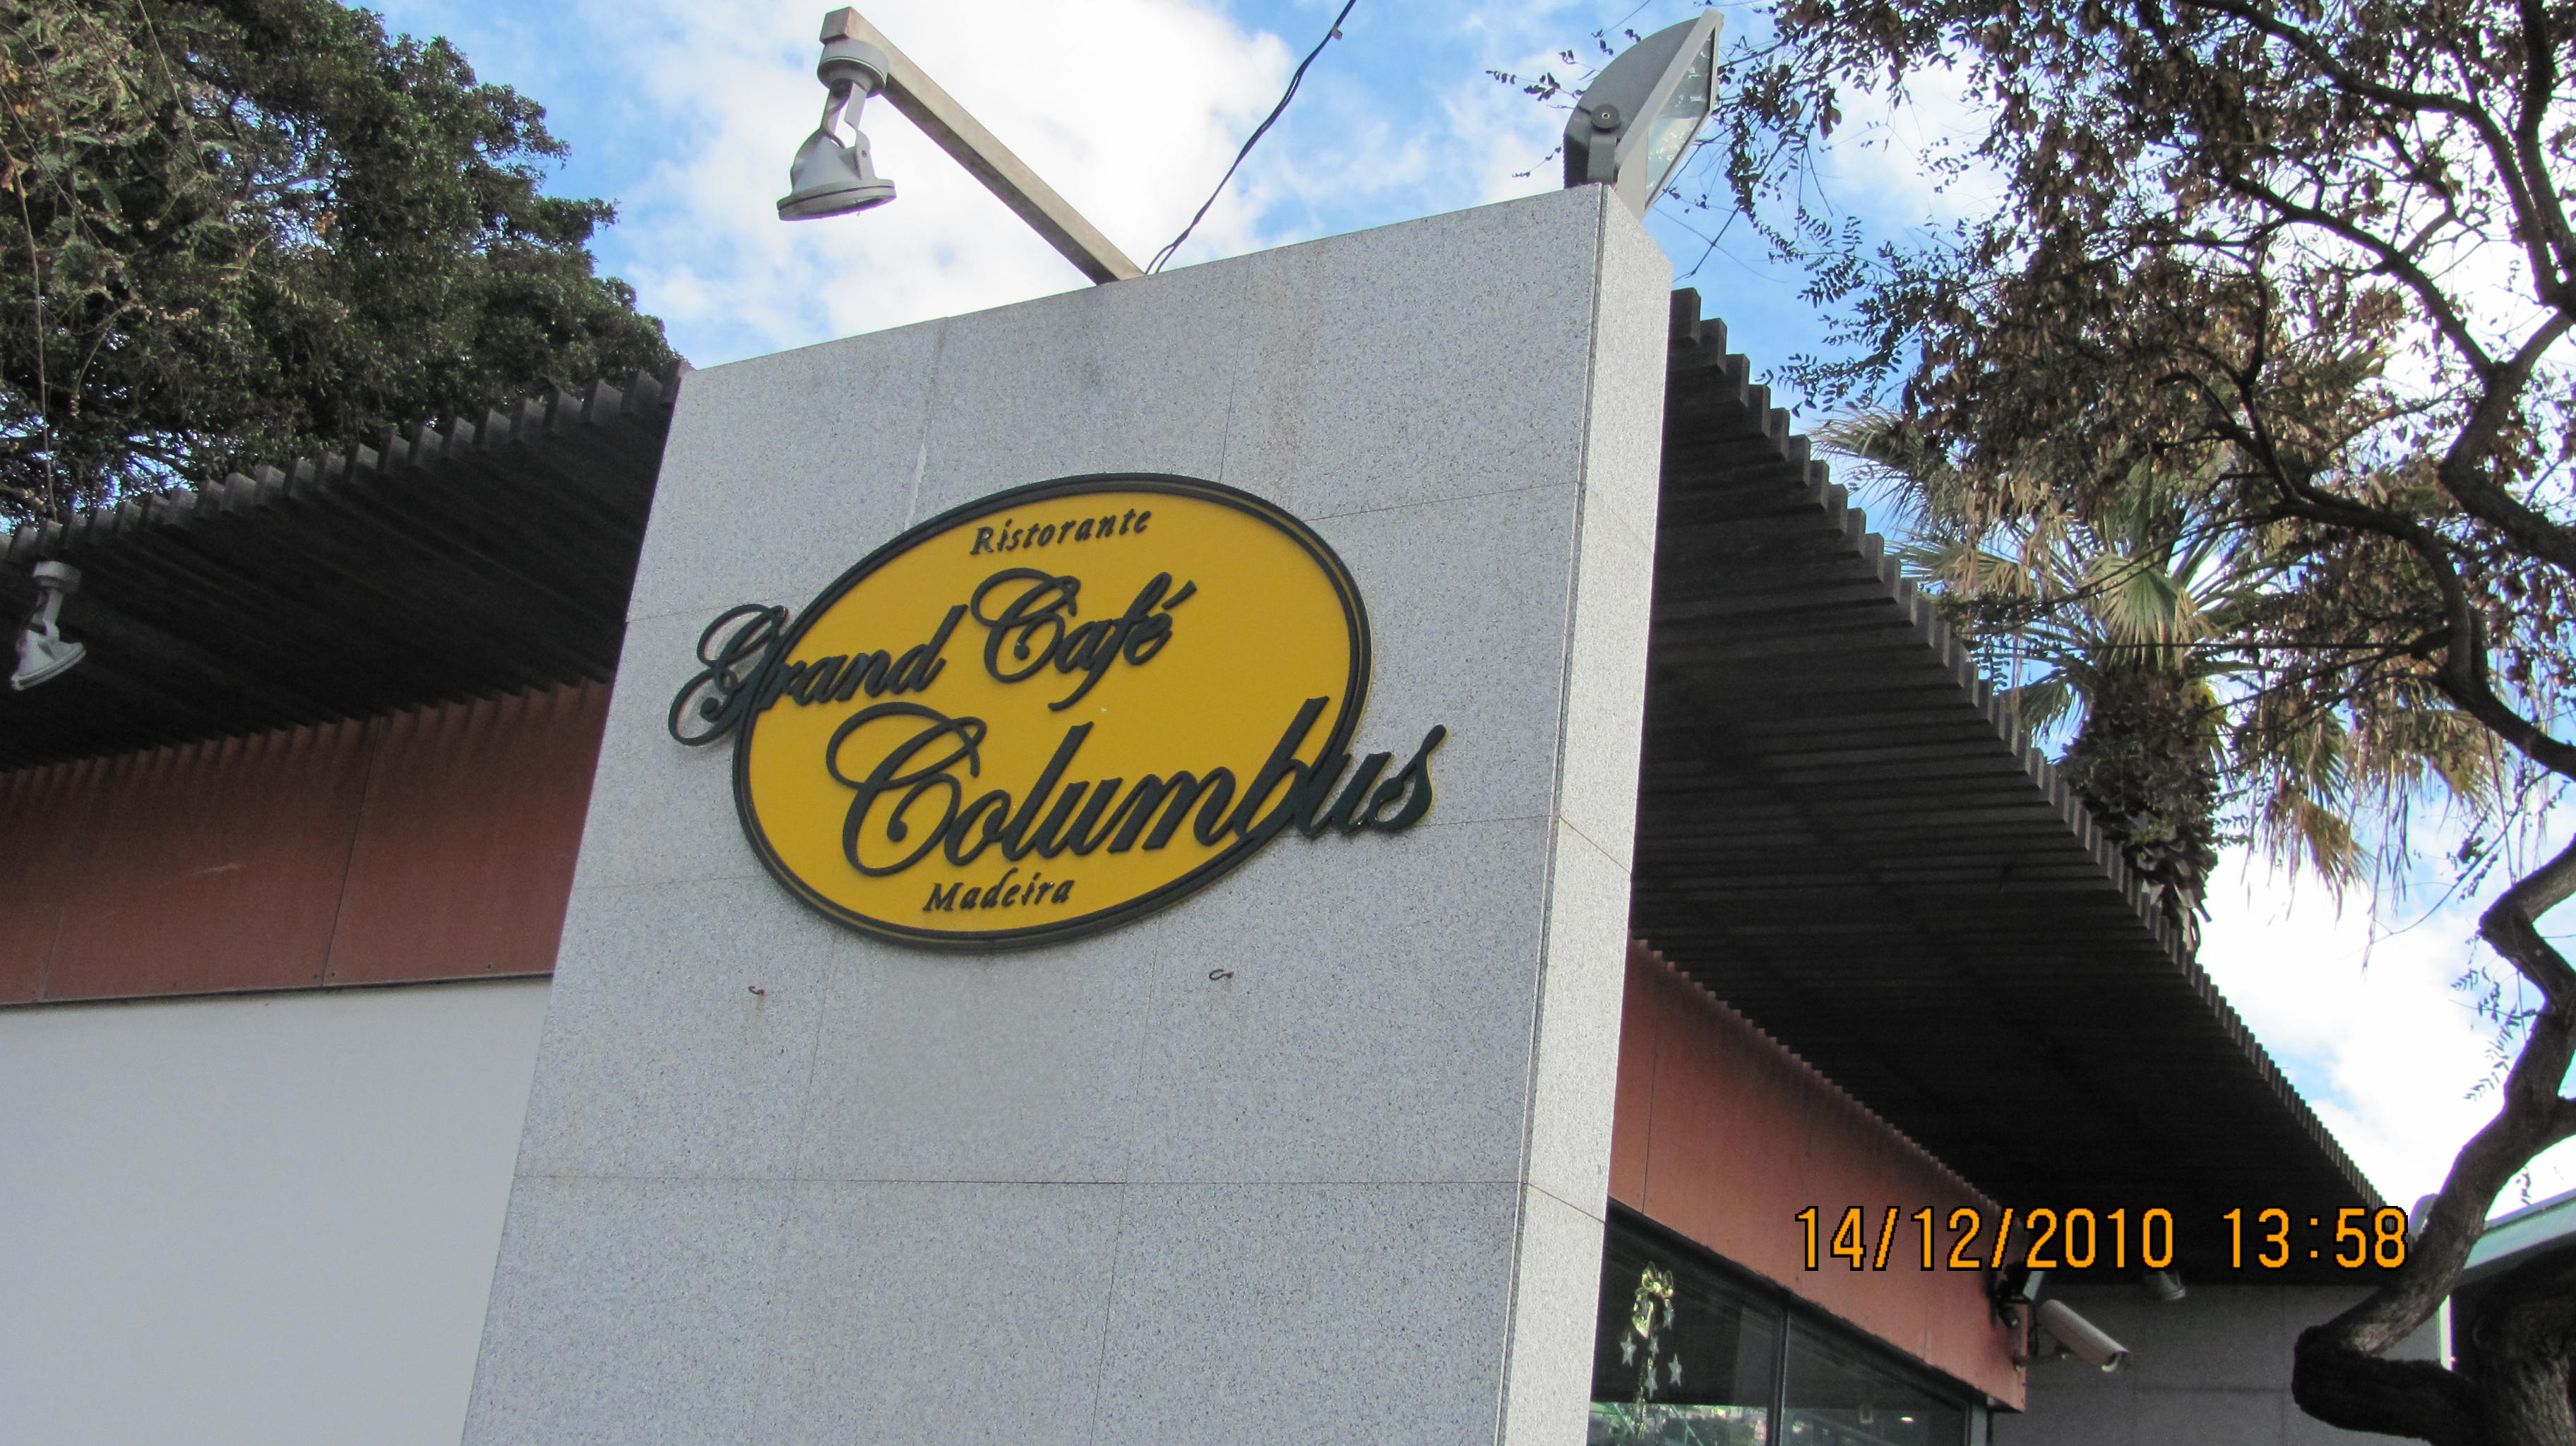 Ristorante
Grand Café
Columbus
Madeira
14/12/2010 13:58